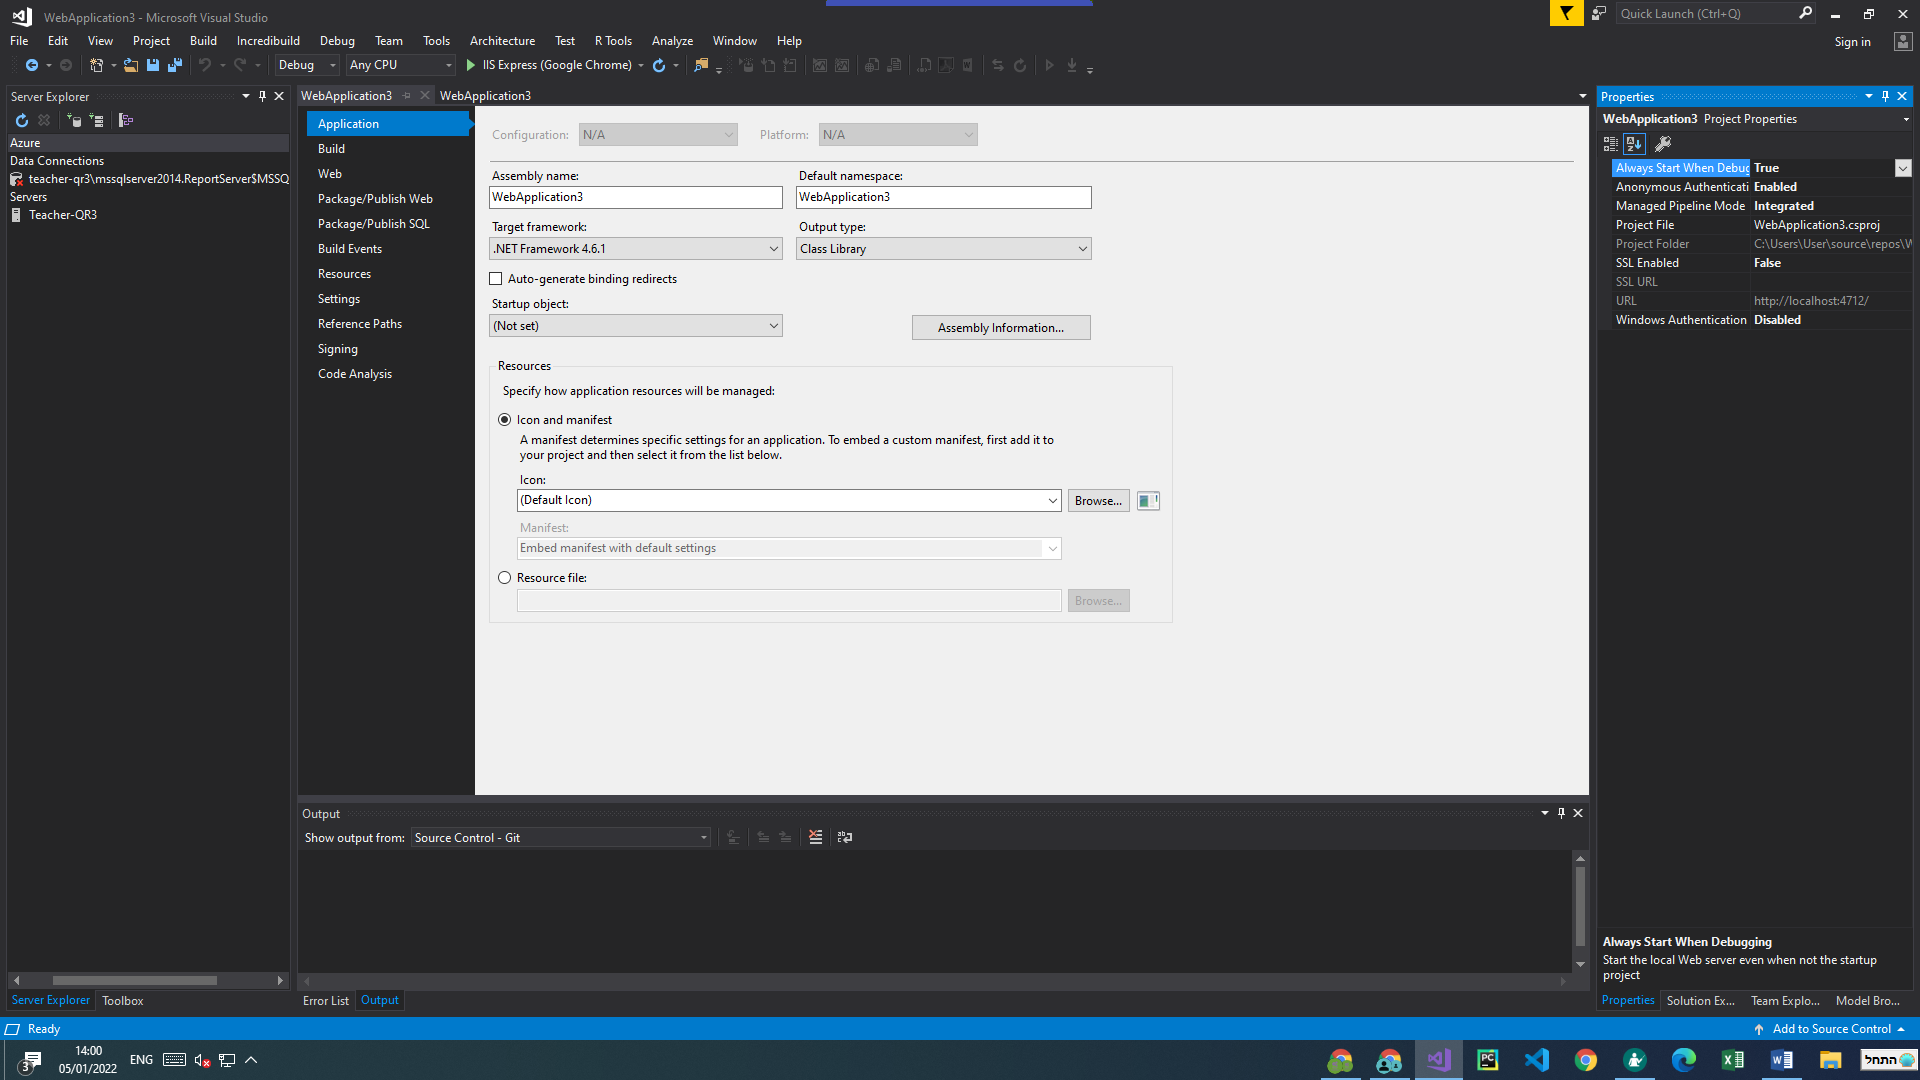 WebApplication3 - Microsoft Visual Studio
Quick Launch (Ctrl+Q)
File Edit View Project Build Incredibuild Debug Team Tools Architecture Test R Tools Analyze Window Help
Sign in
Debug Any CPU IIS Express (Google Chrome)
Server Explorer
Azure
Data Connections
teacher-qr3\mssqlserver2014.ReportServer$MSSQ
Servers
Teacher-QR3
Server Explorer Toolbox
WebApplication3 WebApplication3
Application
Build
Web
Package/Publish Web
Package/Publish SQL
Build Events
Resources
Settings
Reference Paths
Signing
Code Analysis
Configuration: N/A Platform: N/A
Assembly name: Default namespace:
WebApplication3 WebApplication3
Target framework: Output type:
.NET Framework 4.6.1 Class Library
Auto-generate binding redirects
Startup object:
(Not set) Assembly Information...
Resources
Specify how application resources will be managed:
Icon and manifest
A manifest determines specific settings for an application. To embed a custom manifest, first add it to
your project and then select it from the list below.
Icon:
(Default Icon) Browse...
Manifest:
Embed manifest with default settings
Resource file:
Browse...
Output
Show output from: Source Control - Git
Error List Output
Properties
WebApplication3 Project Properties
Always Start When Debug True
Anonymous Authenticati Enabled
Managed Pipeline Mode Integrated
Project File WebApplication3.csproj
Project Folder C:\Users\User\source\repos\W
SSL Enabled False
SSL URL
URL http://localhost:4712/
Windows Authentication Disabled
Always Start When Debugging
Start the local Web server even when not the startup
project
Properties Solution Ex... Team Explo... Model Bro...
Ready
Add to Source Control
3
14:00
05/01/2022
ENG
PC
התחל